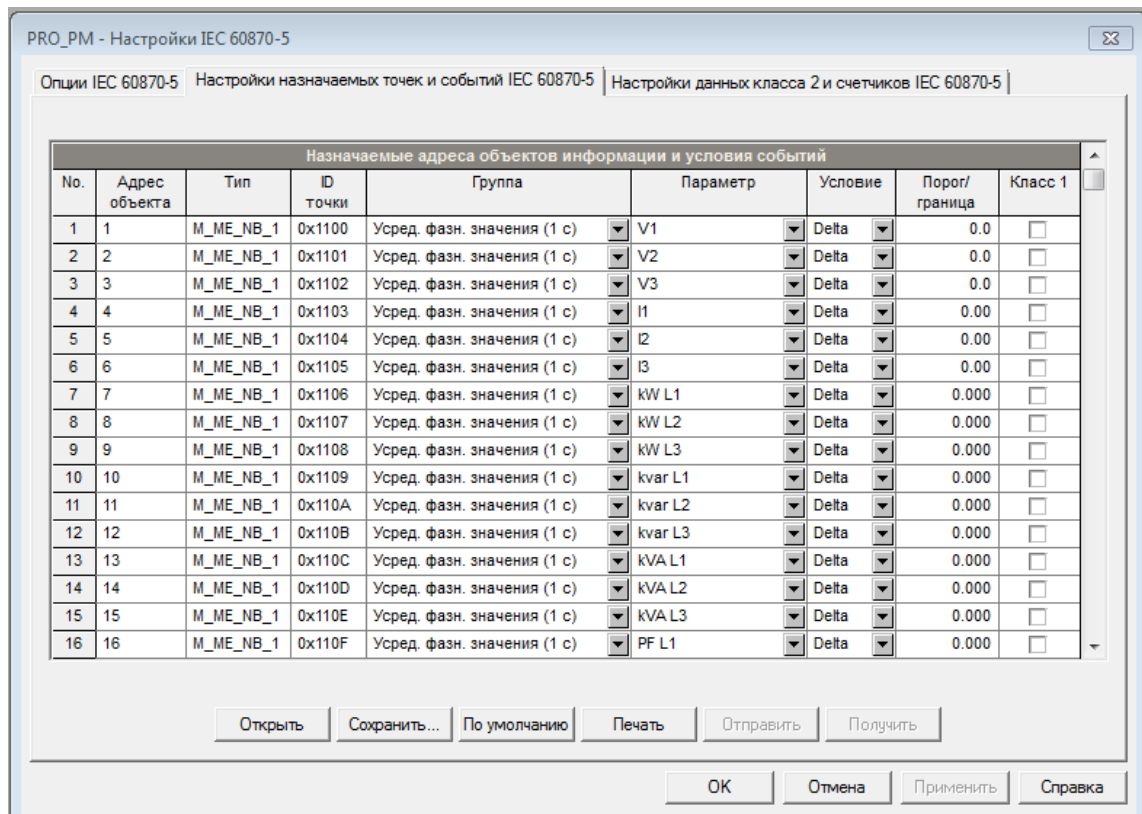 PRO_PM - Настройки IEC 60870-5
Опции IEC 60870-5 Настройки назначаемых точек и событий IEC 60870-5 Настройки данных класса 2 и счетчиков IEC 60870-5
Назначаемые адреса объектов информации и условия событий
No. Адрес объекта Тип ID точки Группа Параметр Условие Порог/граница Класс 1
1 1 M_ME_NB_1 0x1100 Усред. фазн. значения (1 с) V1 Delta 0.0
2 2 M_ME_NB_1 0x1101 Усред. фазн. значения (1 с) V2 Delta 0.0
3 3 M_ME_NB_1 0x1102 Усред. фазн. значения (1 с) V3 Delta 0.0
4 4 M_ME_NB_1 0x1103 Усред. фазн. значения (1 с) I1 Delta 0.00
5 5 M_ME_NB_1 0x1104 Усред. фазн. значения (1 с) I2 Delta 0.00
6 6 M_ME_NB_1 0x1105 Усред. фазн. значения (1 с) I3 Delta 0.00
7 7 M_ME_NB_1 0x1106 Усред. фазн. значения (1 с) kW L1 Delta 0.000
8 8 M_ME_NB_1 0x1107 Усред. фазн. значения (1 с) kW L2 Delta 0.000
9 9 M_ME_NB_1 0x1108 Усред. фазн. значения (1 с) kW L3 Delta 0.000
10 10 M_ME_NB_1 0x1109 Усред. фазн. значения (1 с) kvar L1 Delta 0.000
11 11 M_ME_NB_1 0x110A Усред. фазн. значения (1 с) kvar L2 Delta 0.000
12 12 M_ME_NB_1 0x110B Усред. фазн. значения (1 с) kvar L3 Delta 0.000
13 13 M_ME_NB_1 0x110C Усред. фазн. значения (1 с) kVA L1 Delta 0.000
14 14 M_ME_NB_1 0x110D Усред. фазн. значения (1 с) kVA L2 Delta 0.000
15 15 M_ME_NB_1 0x110E Усред. фазн. значения (1 с) kVA L3 Delta 0.000
16 16 M_ME_NB_1 0x110F Усред. фазн. значения (1 с) PF L1 Delta 0.000
Открыть Сохранить... По умолчанию Печать Отправить Получить
OK Отмена Применить Справка